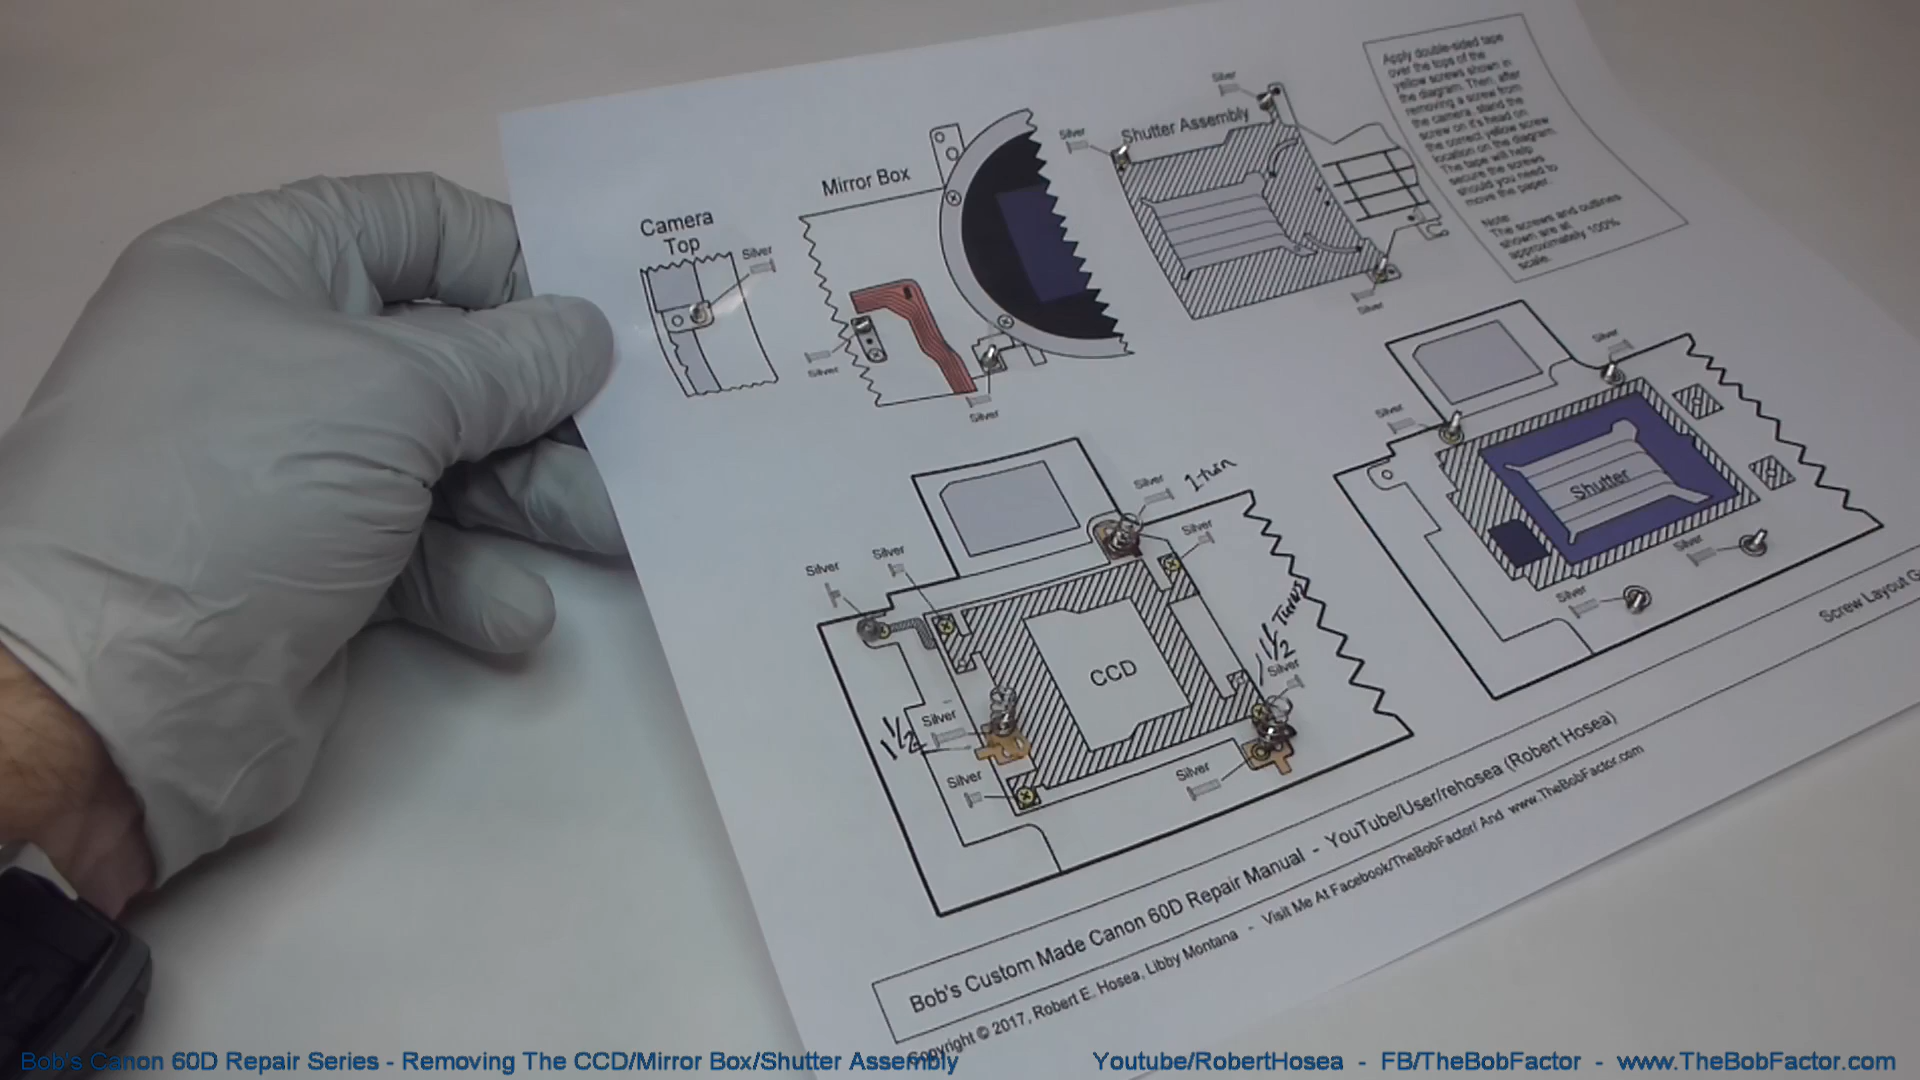 Apply double-sided tape
over the tops of the
yellow screws shown in
the diagram. Then, after
removing a screw from
the camera, stand the
screw on it's head on
the correct yellow screw
location on the diagram.
The tape will help
secure the screws
should you need to
move the paper.
Note:
The screws and outlines
shown are at
approximately 100%
scale.
Silver
Shutter Assembly
Silver
Silver
Mirror Box
Silver
Silver
Camera
Top
Silver
Silver
Silver
Shutter
Silver
Silver
Silver
1-turn
Silver
Silver
Silver
CCD
1 1/2 Turns
Silver
Silver
1 1/2
Silver
Silver
Screw Layout
Bob's Custom Made Canon 60D Repair Manual - YouTube/User/rehosea (Robert Hosea)
Copyright © 2017, Robert E. Hosea, Libby Montana - Visit Me At Facebook/TheBobFactor/ And www.TheBobFactor.com
Bob's Canon 60D Repair Series - Removing The CCD/Mirror Box/Shutter Assembly Youtube/RobertHosea - FB/TheBobFactor - www.TheBobFactor.com